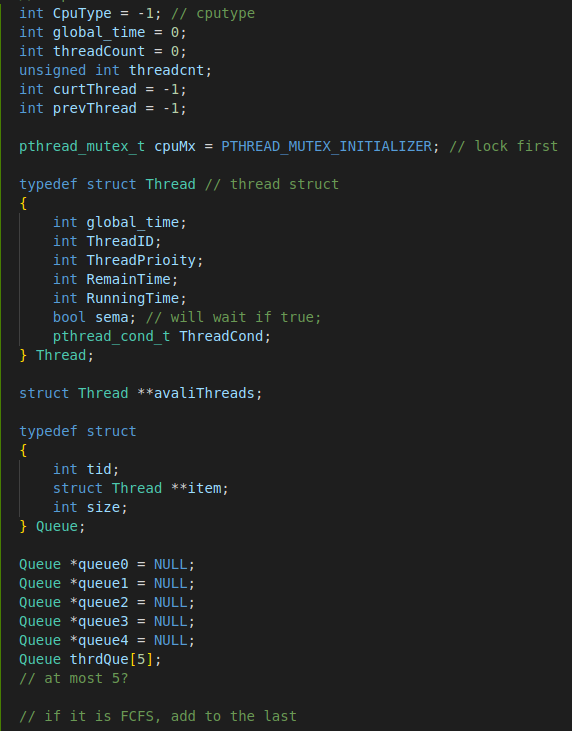 int CpuType = -1; // cputype
int global_time = 0;
int threadCount = 0;
unsigned int threadcnt;
int curtThread = -1;
int prevThread = -1;
pthread_mutex_t cpuMx = PTHREAD_MUTEX_INITIALIZER; // lock first
typedef struct Thread // thread struct
{
int global_time;
int ThreadID;
int ThreadPrioity;
int RemainTime;
int RunningTime;
bool sema; // will wait if true;
pthread_cond_t ThreadCond;
} Thread;
struct Thread **avaliThreads;
typedef struct
{
int tid;
struct Thread **item;
int size;
} Queue;
Queue *queue0 = NULL;
Queue *queue1 = NULL;
Queue *queue2 = NULL;
Queue *queue3 = NULL;
Queue *queue4 = NULL;
Queue thrdQue[5];
// at most 5?
// if it is FCFS, add to the last